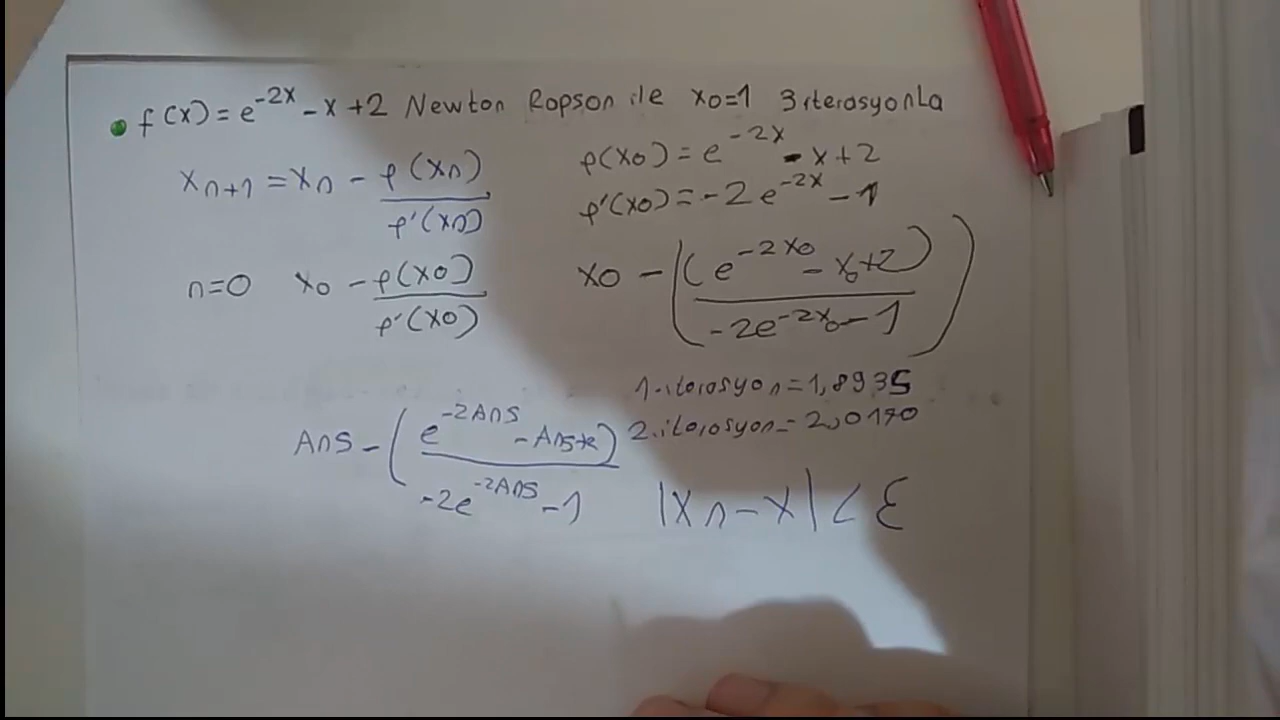 f(x) = e^-2x - x + 2 Newton Rapson ile x0=1 3 iterasyonla
xn+1 = xn - f(xn) / f'(xn)
f(x0) = e^-2x - x + 2
f'(x0) = -2e^-2x - 1
n=0 x0 - f(x0) / f'(x0)
x0 - ((e^-2x0 - x0+2) / -2e^-2x0 - 1)
1.iterasyon = 1,8935
2.iterasyon = 2,0170
Ans - (e^-2Ans - Ans+2) / -2e^-2Ans - 1
|xn - x| < ε